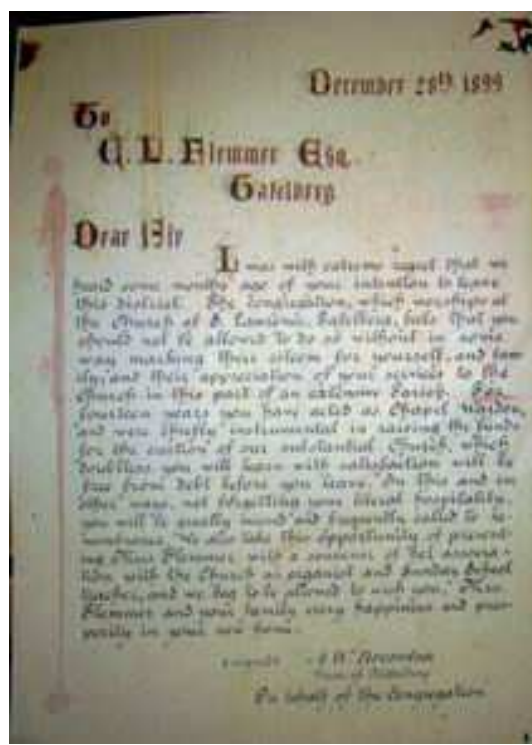 December 28th 1899
To
Flemmer Esq.
Dear Sir
It was with extreme regret that we
heard some months ago of your intention to leave
this district. The congregation, which worships at
the Church of S. Lawrence, feels that you
should not be allowed to do so without in some
way marking their esteem for yourself, and fam
ily, and their appreciation of your services to the
Church in this part of an extensive Parish. For
fourteen years you have acted as Chapel Warden,
and were chiefly instrumental in raising the funds
for the erection of our substantial Church, which
doubtless you will learn with satisfaction will be
free from debt before you leave. In this and in
other ways, not forgetting your liberal hospitality,
you will be greatly missed and frequently called to re-
membrance. We also take this opportunity of present-
ing Miss Flemmer with a souvenir of her associa-
tion with the Church as organist and Sunday School
teacher, and we beg to be allowed to wish you, Mrs
Flemmer and your family every happiness and pros-
perity in your new home.
On behalf of the Congregation